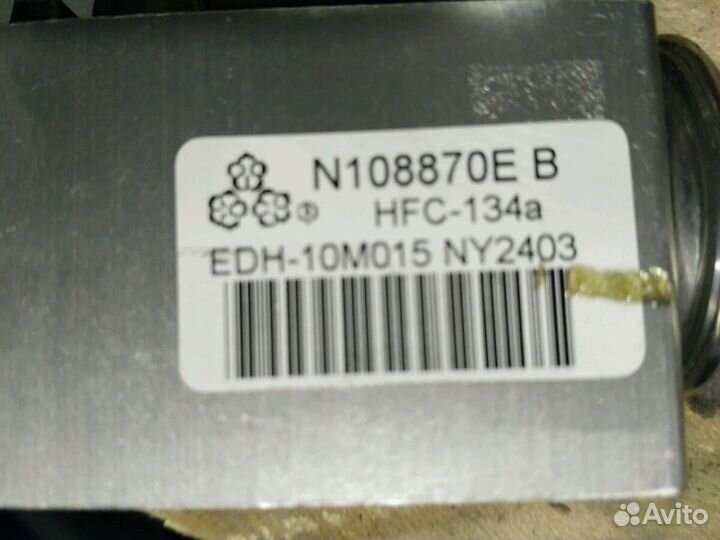 N108870E B
HFC-134a
EDH-10M015 NY2403
Avito